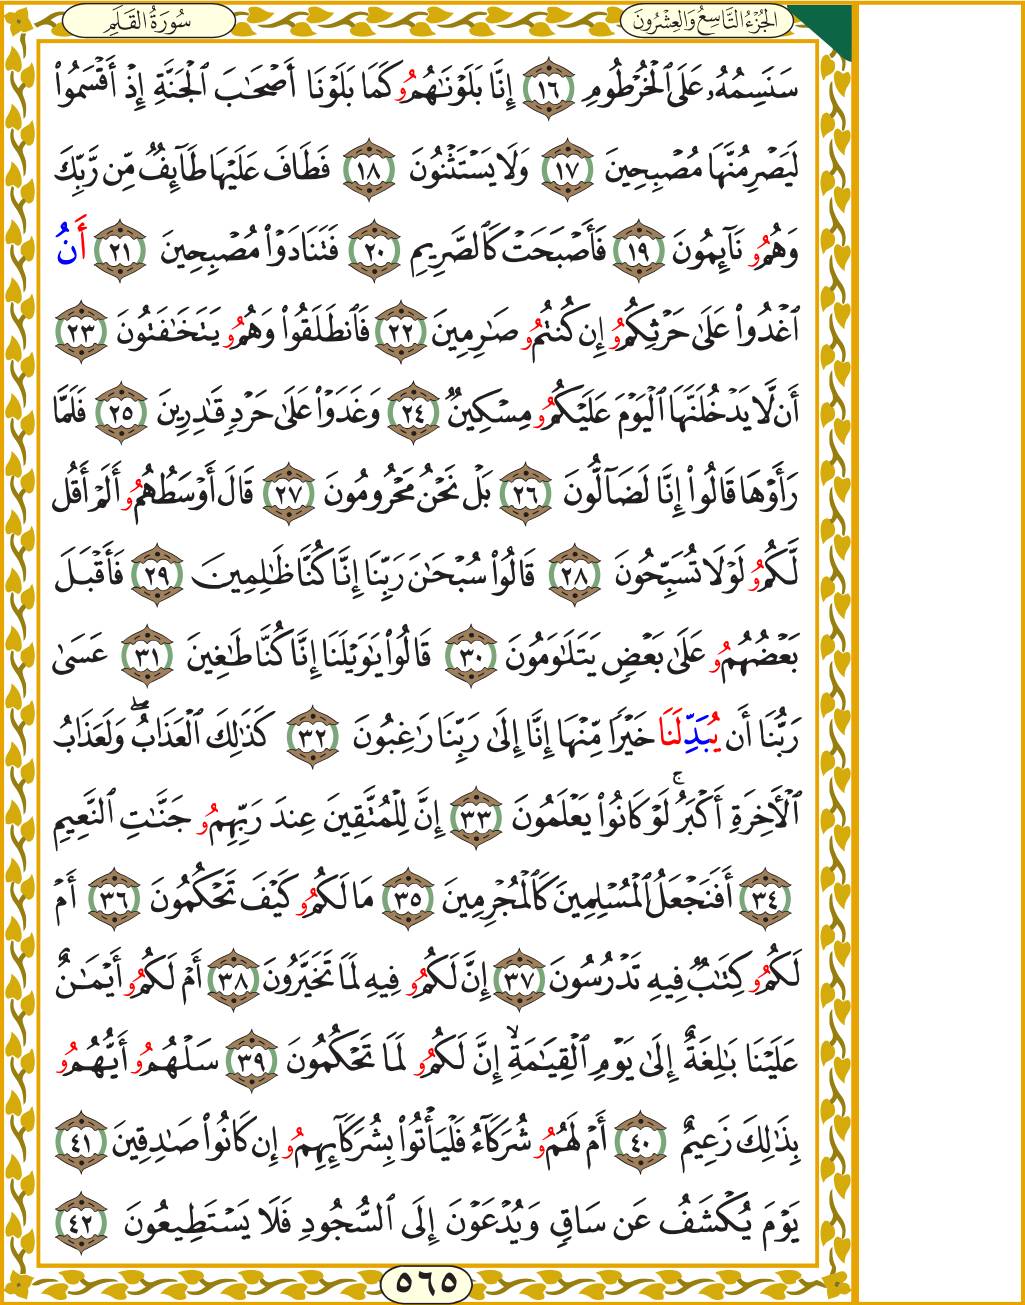 سُورَةُ القَلَمِ الجُزْءُ التَّاسِعُ وَالعِشْرُونَ
سَنَسِمُهُۥ عَلَى ٱلْخُرْطُومِ ١٦ إِنَّا بَلَوْنَٰهُمُۥ كَمَا بَلَوْنَا أَصْحَٰبَ ٱلْجَنَّةِ إِذْ أَقْسَمُوا۟
لَيَصْرِمُنَّهَا مُصْبِحِينَ ١٧ وَلَا يَسْتَثْنُونَ ١٨ فَطَافَ عَلَيْهَا طَآئِفٌ مِّن رَّبِّكَ
وَهُمُو نَآئِمُونَ ١٩ فَأَصْبَحَتْ كَٱلصَّرِيمِ ٢٠ فَتَنَادَوْا۟ مُصْبِحِينَ ٢١ أَنُ
ٱغْدُوا۟ عَلَىٰ حَرْثِكُمُو إِن كُنتُمُو صَٰرِمِينَ ٢٢ فَٱنطَلَقُوا۟ وَهُمُو يَتَخَٰفَتُونَ ٢٣
أَن لَّا يَدْخُلَنَّهَا ٱلْيَوْمَ عَلَيْكُمُو مِسْكِينٌ ٢٤ وَغَدَوْا۟ عَلَىٰ حَرْدٍ قَٰدِرِينَ ٢٥ فَلَمَّا
رَأَوْهَا قَالُوٓا۟ إِنَّا لَضَآلُّونَ ٢٦ بَلْ نَحْنُ مَحْرُومُونَ ٢٧ قَالَ أَوْسَطُهُمُو أَلَمْ أَقُل
لَّكُمُو لَوْلَا تُسَبِّحُونَ ٢٨ قَالُوا۟ سُبْحَٰنَ رَبِّنَا إِنَّا كُنَّا ظَٰلِمِينَ ٢٩ فَأَقْبَلَ
بَعْضُهُمُو عَلَىٰ بَعْضٍ يَتَلَٰوَمُونَ ٣٠ قَالُوا۟ يَٰوَيْلَنَا إِنَّا كُنَّا طَٰغِينَ ٣١ عَسَىٰ
رَبُّنَا أَن يُبَدِّلَنَا خَيْرًا مِّنْهَا إِنَّا إِلَىٰ رَبِّنَا رَٰغِبُونَ ٣٢ كَذَٰلِكَ ٱلْعَذَابُ ۖ وَلَعَذَابُ
ٱلْأَخِرَةِ أَكْبَرُ ۚ لَوْ كَانُوا۟ يَعْلَمُونَ ٣٣ إِنَّ لِلْمُتَّقِينَ عِندَ رَبِّهِمُو جَنَّٰتِ ٱلنَّعِيمِ
٣٤ أَفَنَجْعَلُ ٱلْمُسْلِمِينَ كَٱلْمُجْرِمِينَ ٣٥ مَا لَكُمُو كَيْفَ تَحْكُمُونَ ٣٦ أَمْ
لَكُمُو كِتَٰبٌ فِيهِ تَدْرُسُونَ ٣٧ إِنَّ لَكُمُو فِيهِ لَمَا تَخَيَّرُونَ ٣٨ أَمْ لَكُمُو أَيْمَٰنٌ
عَلَيْنَا بَٰلِغَةٌ إِلَىٰ يَوْمِ ٱلْقِيَٰمَةِ ۙ إِنَّ لَكُمُو لَمَا تَحْكُمُونَ ٣٩ سَلْهُمُو أَيُّهُمُو
بِذَٰلِكَ زَعِيمٌ ٤٠ أَمْ لَهُمُو شُرَكَآءُ فَلْيَأْتُوا۟ بِشُرَكَآئِهِمُو إِن كَانُوا۟ صَٰدِقِينَ ٤١
يَوْمَ يُكْشَفُ عَن سَاقٍ وَيُدْعَوْنَ إِلَى ٱلسُّجُودِ فَلَا يَسْتَطِيعُونَ ٤٢
٥٦٥